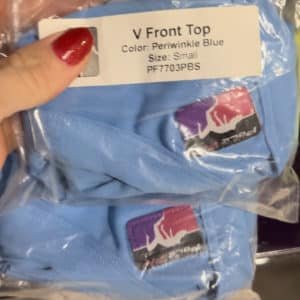 V Front Top
Color: Periwinkle Blue
Size: Small
PF7703PBS